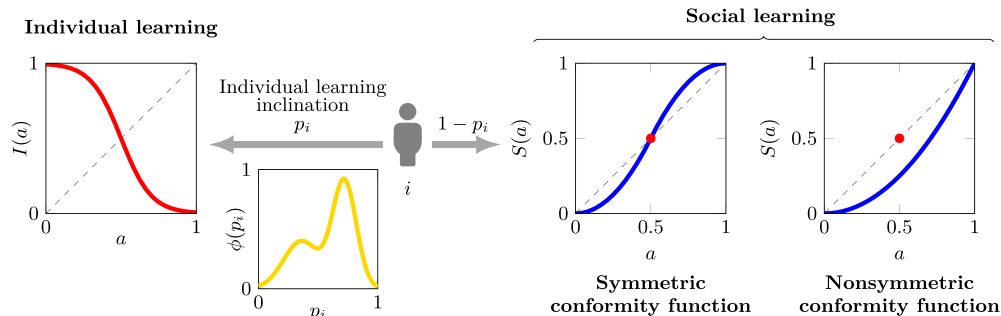 Individual learning
1
I(a)
0
0
1
a
Individual learning
inclination
p_i
1 − p_i
i
1
ϕ(p_i)
0
0
1
p_i
Social learning
1
S(a)
0.5
0
0
0.5
1
a
Symmetric
conformity function
1
S(a)
0.5
0
0
0.5
1
a
Nonsymmetric
conformity function